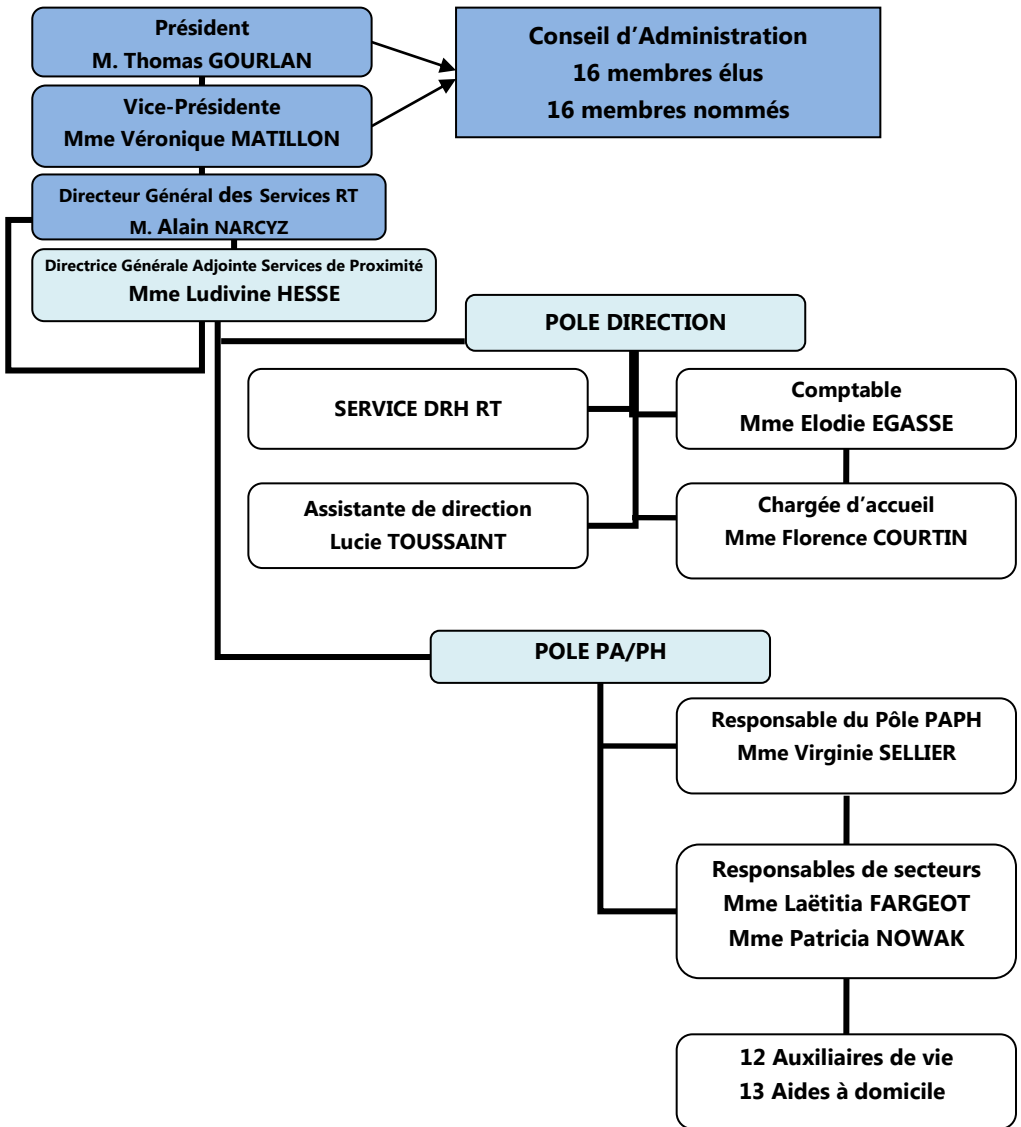 Président
M. Thomas GOURLAN
Conseil d’Administration
16 membres élus
16 membres nommés
Vice-Présidente
Mme Véronique MATILLON
Directeur Général des Services RT
M. Alain NARCYZ
Directrice Générale Adjointe Services de Proximité
Mme Ludivine HESSE
POLE DIRECTION
SERVICE DRH RT
Comptable
Mme Elodie EGASSE
Assistante de direction
Lucie TOUSSAINT
Chargée d’accueil
Mme Florence COURTIN
POLE PA/PH
Responsable du Pôle PAPH
Mme Virginie SELLIER
Responsables de secteurs
Mme Laëtitia FARGEOT
Mme Patricia NOWAK
12 Auxiliaires de vie
13 Aides à domicile